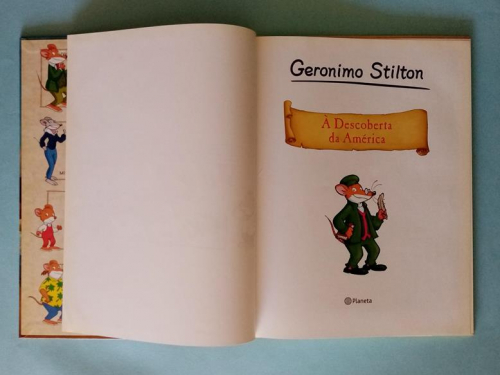 Geronimo Stilton
À Descoberta
da América
Planeta